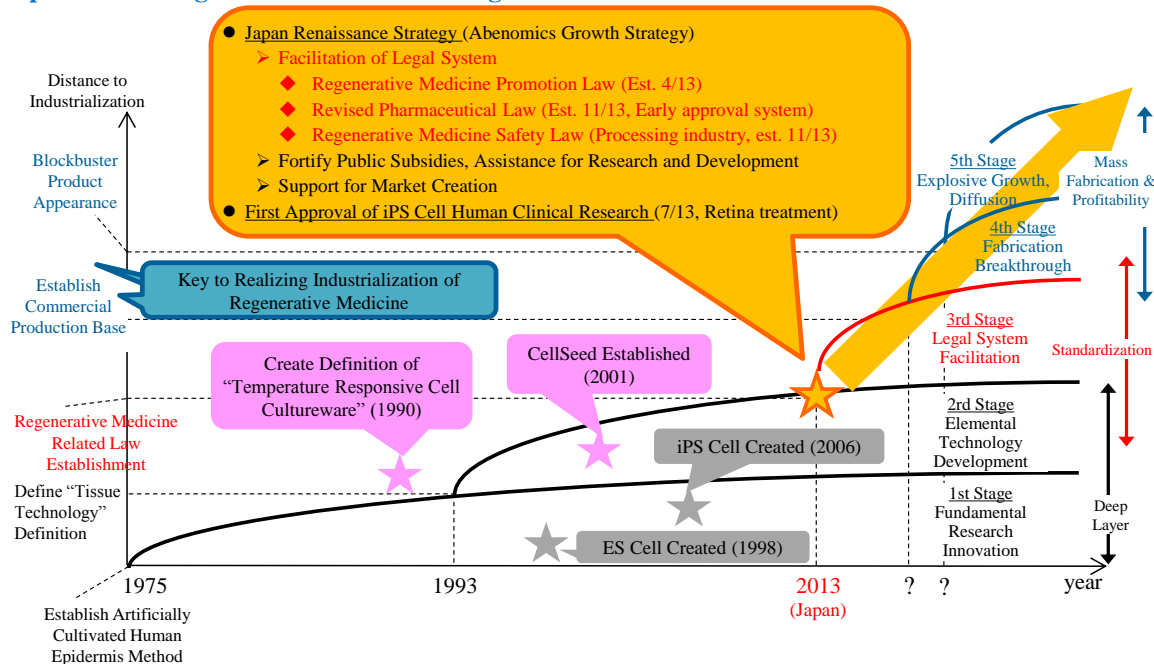 Japan Renaissance Strategy (Abenomics Growth Strategy)
Facilitation of Legal System
Regenerative Medicine Promotion Law (Est. 4/13)
Revised Pharmaceutical Law (Est. 11/13, Early approval system)
Regenerative Medicine Safety Law (Processing industry, est. 11/13)
Fortify Public Subsidies, Assistance for Research and Development
Support for Market Creation
First Approval of iPS Cell Human Clinical Research (7/13, Retina treatment)
Distance to
Industrialization
Blockbuster
Product
Appearance
Establish
Commercial
Production Base
Key to Realizing Industrialization of
Regenerative Medicine
Regenerative Medicine
Related Law
Establishment
Define “Tissue
Technology”
Definition
Create Definition of
“Temperature Responsive Cell
Cultureware” (1990)
CellSeed Established
(2001)
iPS Cell Created (2006)
ES Cell Created (1998)
5th Stage
Explosive Growth,
Diffusion
4th Stage
Fabrication
Breakthrough
3rd Stage
Legal System
Facilitation
2rd Stage
Elemental
Technology
Development
1st Stage
Fundamental
Research
Innovation
Mass
Fabrication &
Profitability
Standardization
Deep
Layer
1975
1993
2013
(Japan)
?
?
year
Establish Artificially
Cultivated Human
Epidermis Method